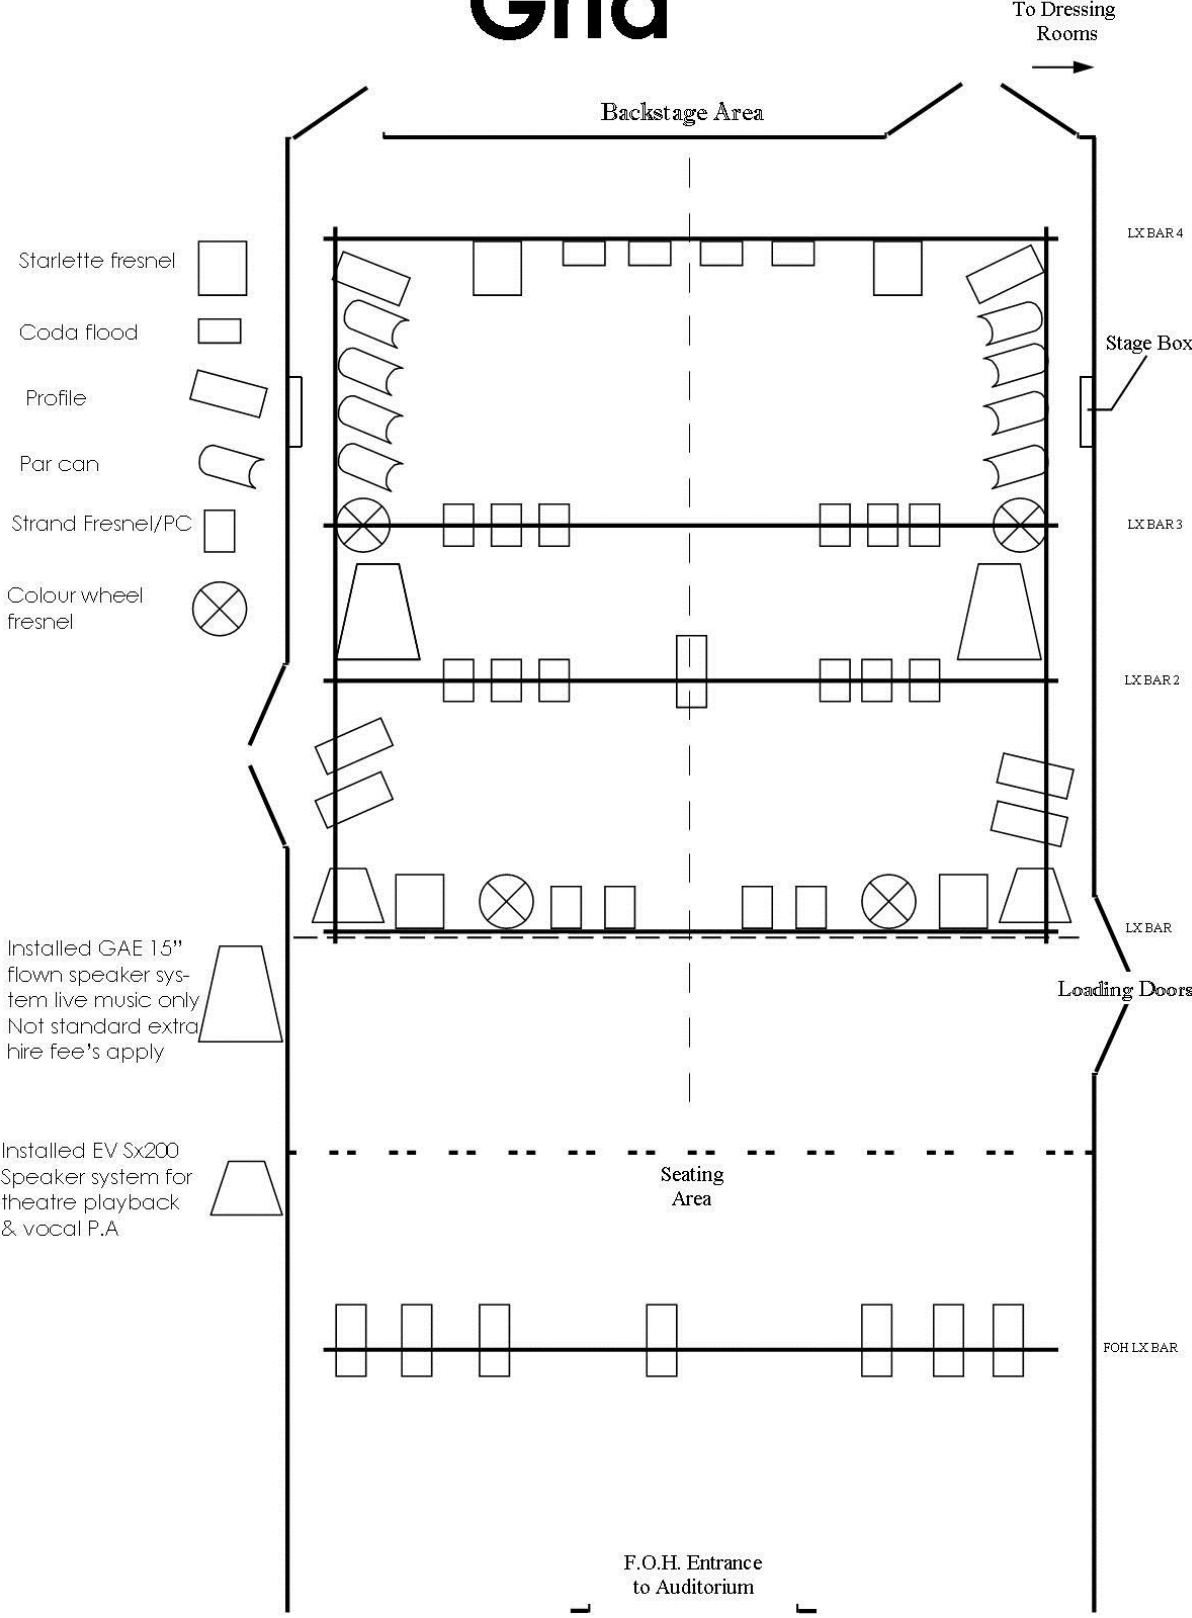 Grid
To Dressing
Rooms
Backstage Area
LX BAR 4
Starlette fresnel
Coda flood
Stage Box
Profile
Par can
Strand Fresnel/PC
LX BAR 3
Colour wheel
fresnel
LX BAR 2
LX BAR
Installed GAE 15”
flown speaker sys-
tem live music only
Not standard extra
hire fee’s apply
Loading Doors
Installed EV Sx200
Speaker system for
theatre playback
& vocal P.A
Seating
Area
FOH LX BAR
F.O.H. Entrance
to Auditorium